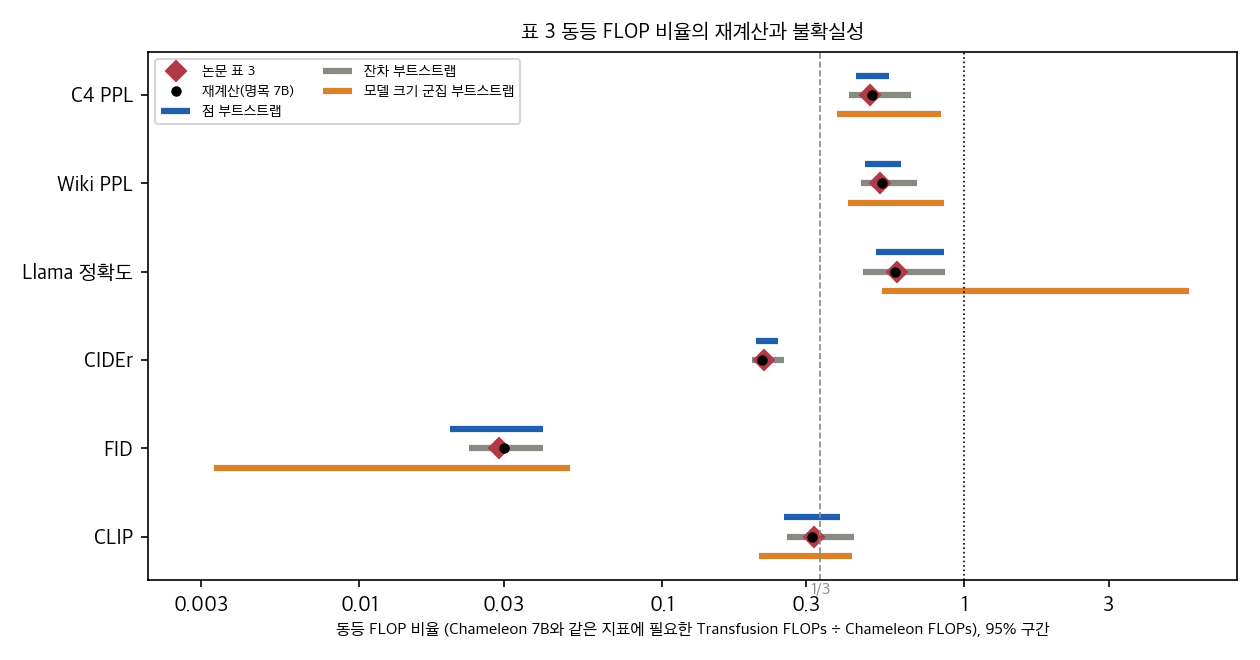 표 3 동등 FLOP 비율의 재계산과 불확실성
논문 표 3
재계산(명목 7B)
점 부트스트랩
잔차 부트스트랩
모델 크기 군집 부트스트랩
C4 PPL
Wiki PPL
Llama 정확도
CIDEr
FID
CLIP
1/3
0.003 0.01 0.03 0.1 0.3 1 3
동등 FLOP 비율 (Chameleon 7B와 같은 지표에 필요한 Transfusion FLOPs ÷ Chameleon FLOPs), 95% 구간